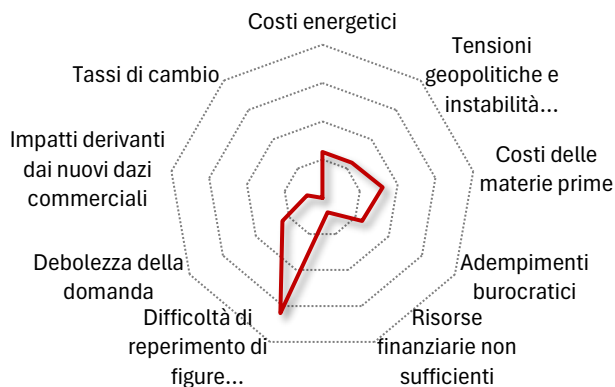 Costi energetici
Tensioni
geopolitiche e
instabilità...
Costi delle
materie prime
Adempimenti
burocratici
Risorse
finanziarie non
sufficienti
Difficoltà di
reperimento di
figure...
Debolezza della
domanda
Impatti derivanti
dai nuovi dazi
commerciali
Tassi di cambio